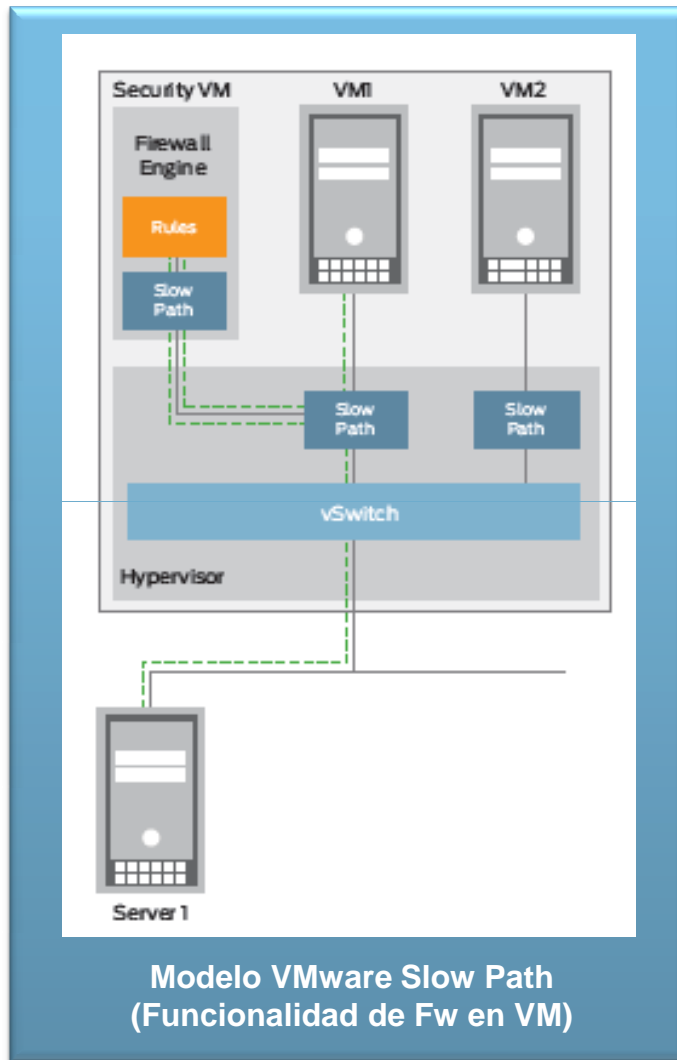 Security VM
VM1
VM2
Firewall
Engine
Rules
Slow
Path
Slow
Path
Slow
Path
vSwitch
Hypervisor
Server 1
Modelo VMware Slow Path
(Funcionalidad de Fw en VM)